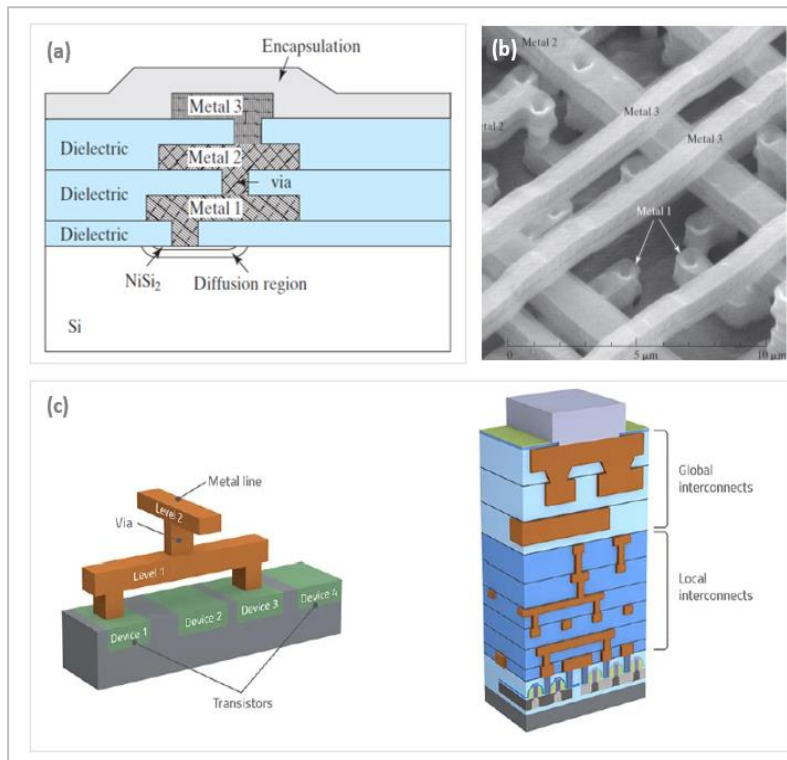 (a)
Encapsulation
Metal 3
Dielectric
Metal 2
via
Dielectric
Metal 1
Dielectric
NiSi2
Diffusion region
Si
(b)
Metal 2
Metal 3
etal 2
Metal 3
Metal 1
0 5 μm 10 μm
(c)
Metal line
Level 2
Via
Level 1
Device 1
Device 2
Device 3
Device 4
Transistors
Global
interconnects
Local
interconnects